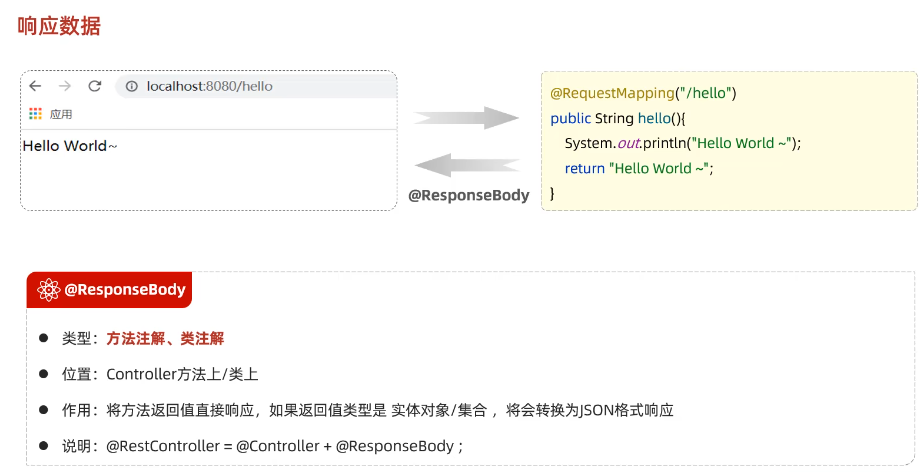 响应数据
localhost:8080/hello
应用
Hello World~
@ResponseBody
@RequestMapping("/hello")
public String hello(){
System.out.println("Hello World ~");
return "Hello World ~";
}
@ResponseBody
类型：方法注解、类注解
位置：Controller方法上/类上
作用：将方法返回值直接响应，如果返回值类型是 实体对象/集合 ，将会转换为JSON格式响应
说明：@RestController = @Controller + @ResponseBody ;